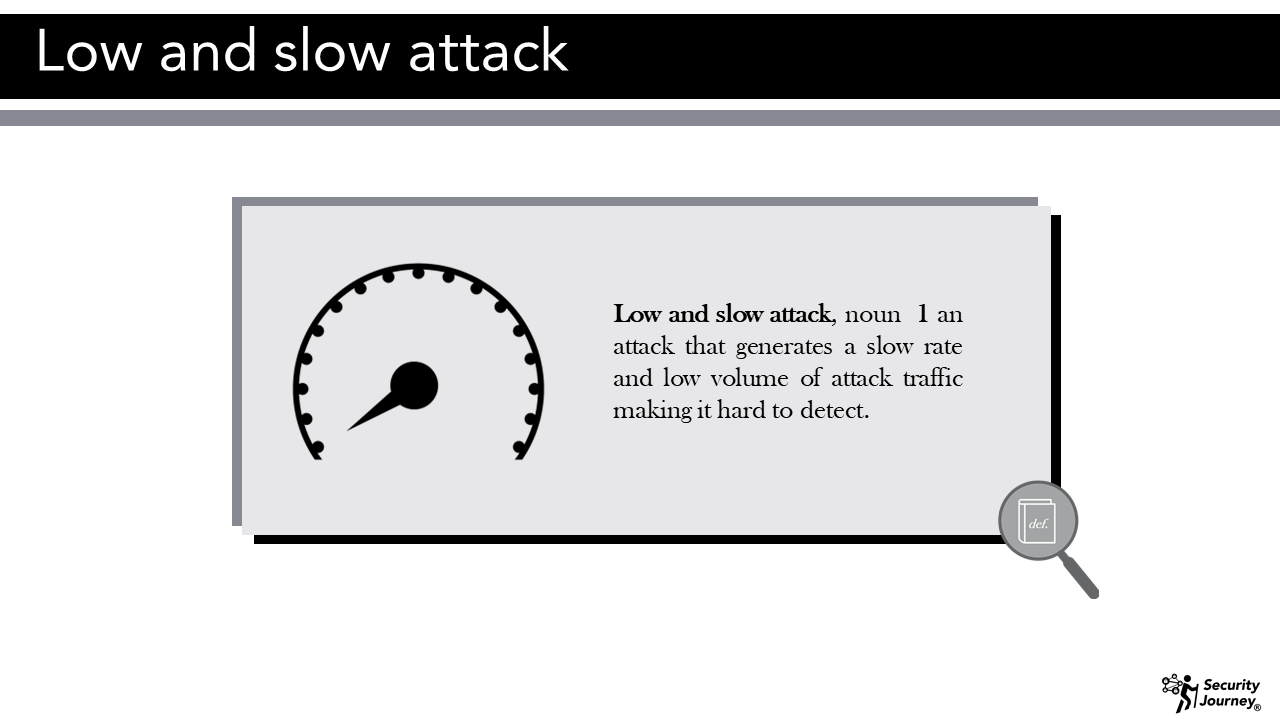 Low and slow attack
Low and slow attack, noun  1 an
attack that generates a slow rate
and low volume of attack traffic
making it hard to detect.
def.
Security
Journey®